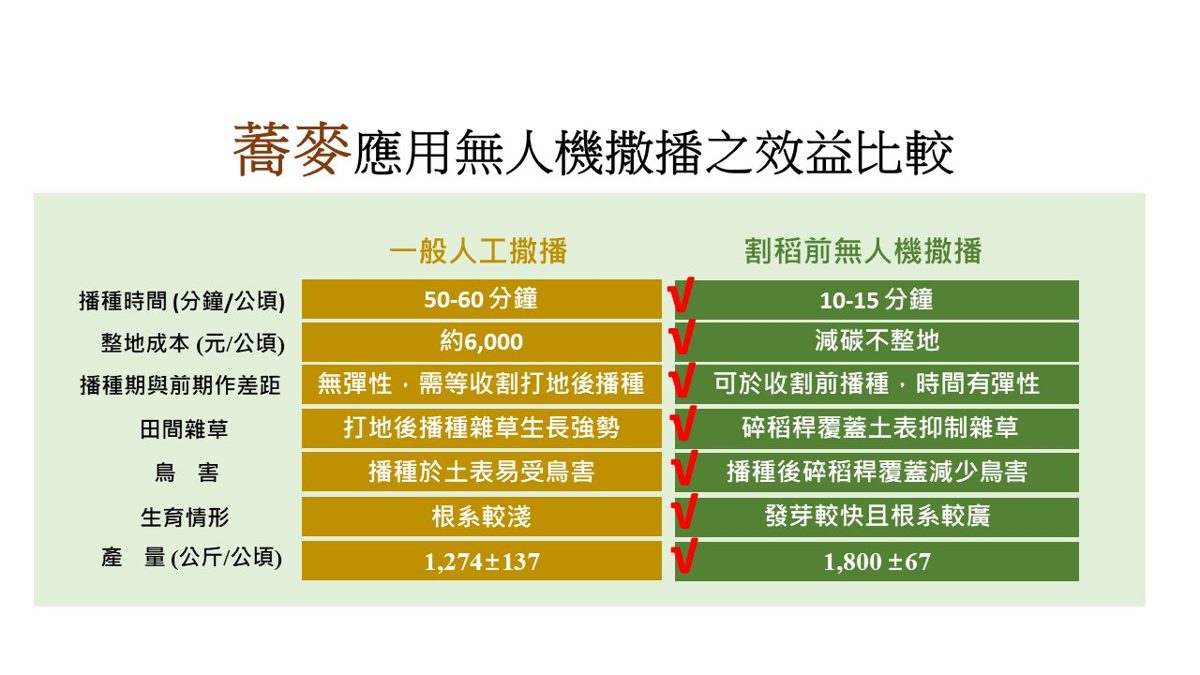 蕎麥應用無人機撒播之效益比較
一般人工撒播 割稻前無人機撒播
播種時間 (分鐘/公頃) 50-60 分鐘 √ 10-15 分鐘
整地成本 (元/公頃) 約6,000 √ 減碳不整地
播種期與前期作差距 無彈性，需等收割打地後播種 √ 可於收割前播種，時間有彈性
田間雜草 打地後播種雜草生長強勢 √ 碎稻稈覆蓋土表抑制雜草
鳥 害 播種於土表易受鳥害 √ 播種後碎稻稈覆蓋減少鳥害
生育情形 根系較淺 √ 發芽較快且根系較廣
產 量 (公斤/公頃) 1,274±137 √ 1,800 ±67